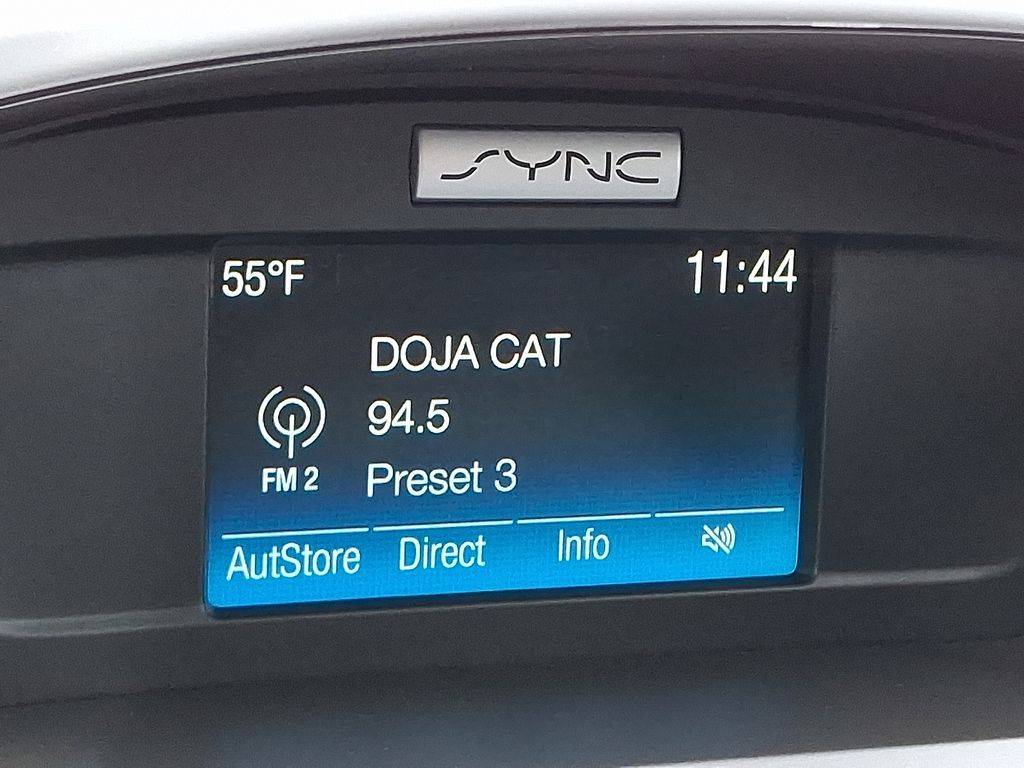 SYNC
55°F 11:44
DOJA CAT
94.5
FM 2
Preset 3
AutStore Direct Info